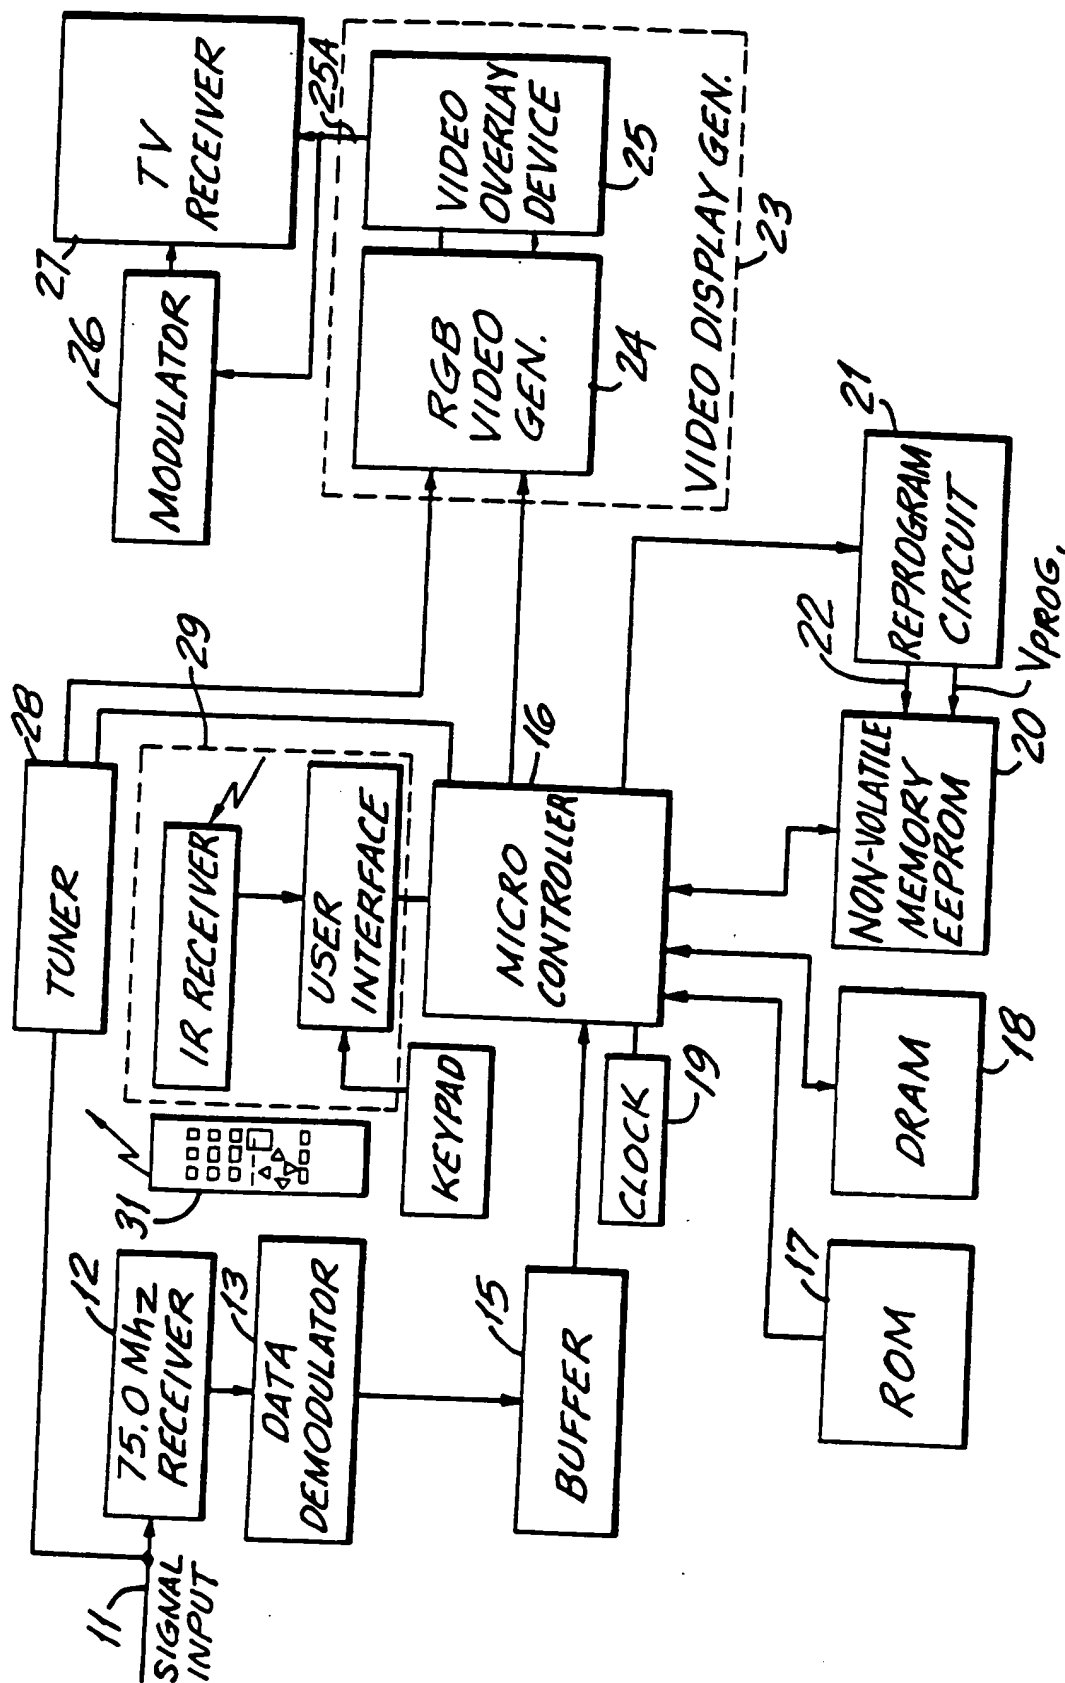 11
SIGNAL
INPUT
12
75.0 Mhz
RECEIVER
13
DATA
DEMODULATOR
15
BUFFER
31
28
TUNER
29
IR RECEIVER
USER
INTERFACE
KEYPAD
16
MICRO
CONTROLLER
CLOCK
19
17
ROM
DRAM
18
NON-VOLATILE
MEMORY
EEPROM
20
22
VPROG.
21
REPROGRAM
CIRCUIT
26
MODULATOR
27
TV
RECEIVER
25A
RGB
VIDEO
GEN.
24
VIDEO
OVERLAY
DEVICE
25
VIDEO DISPLAY GEN.
23